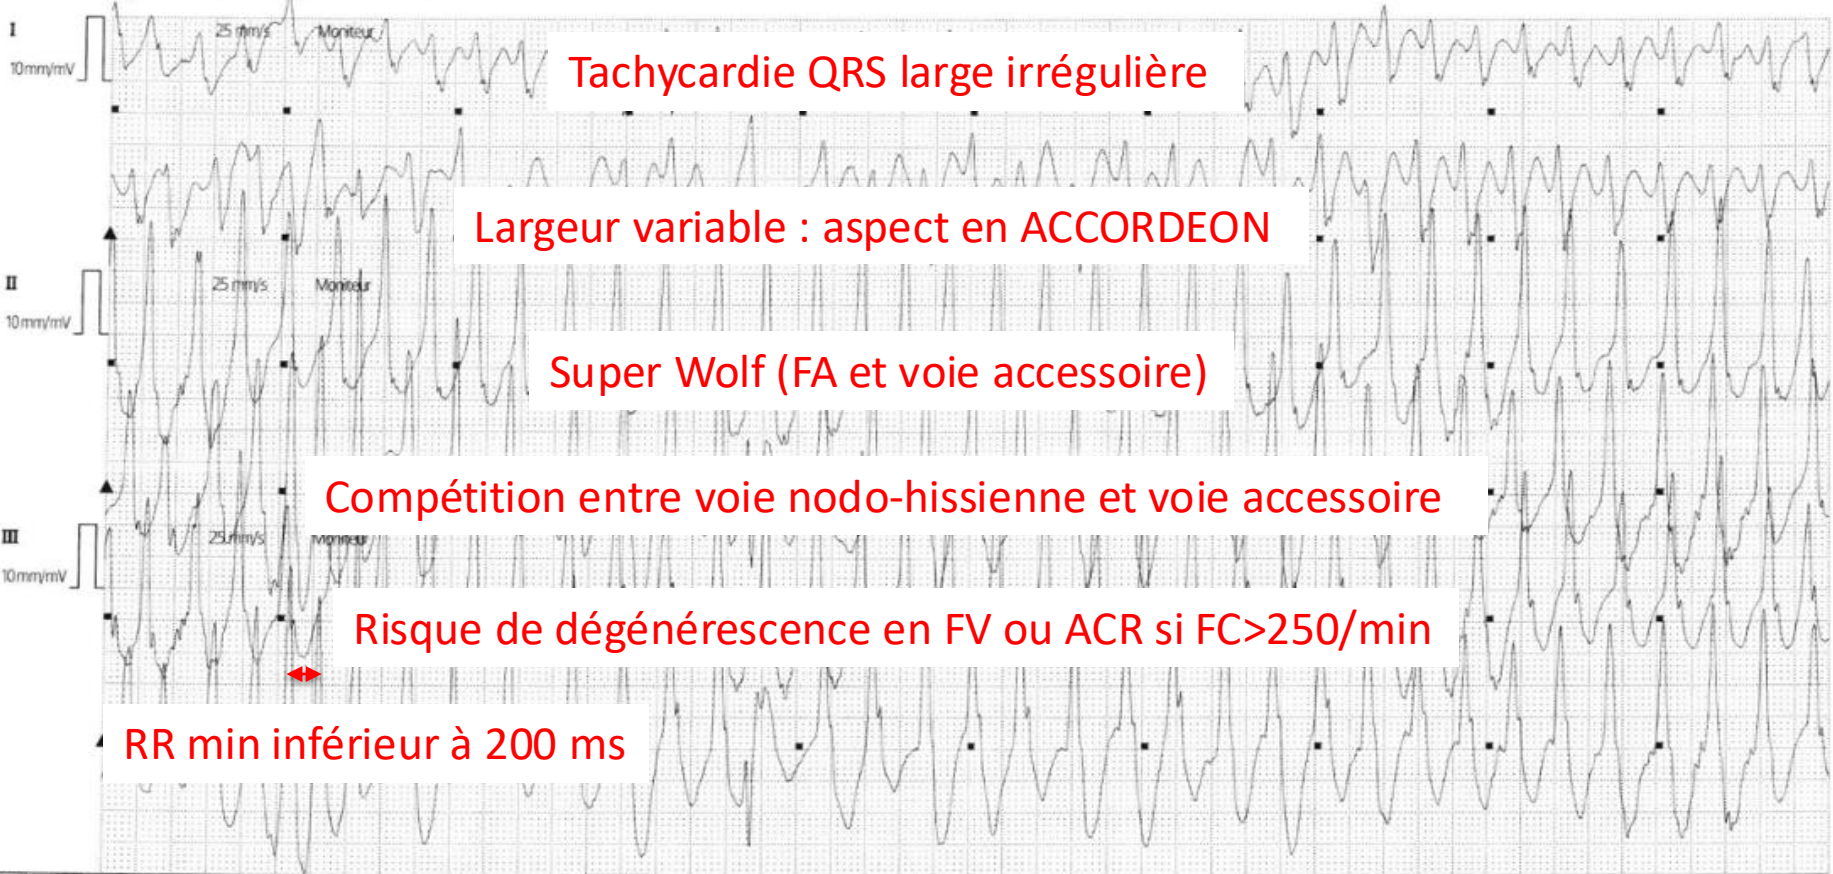 I
25 mm/s Moniteur
10mm/mV
Tachycardie QRS large irrégulière
Largeur variable : aspect en ACCORDEON
II
25 mm/s Moniteur
10mm/mV
Super Wolf (FA et voie accessoire)
Compétition entre voie nodo-hissienne et voie accessoire
III
25 mm/s Moniteur
10mm/mV
Risque de dégénérescence en FV ou ACR si FC>250/min
RR min inférieur à 200 ms